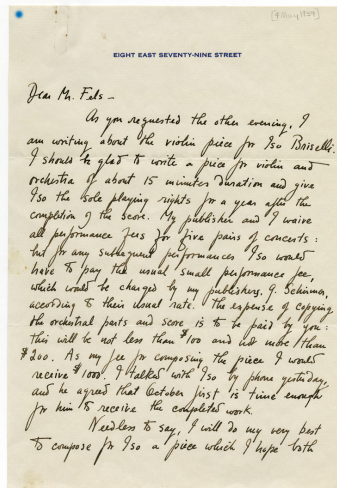 [4 May 1939]
EIGHT EAST SEVENTY-NINE STREET
Dear Mr. Fels –
As you requested the other evening, I
am writing about the violin piece for Iso Briselli.
I should be glad to write a piece for violin and
orchestra of about 15 minutes duration and give
Iso the sole playing rights for a year after the
completion of the score. My publisher and I waive
all performance fees for five pairs of concerts:
but for any subsequent performances Iso would
have to pay the usual small performance fee,
which would be charged by my publishers, G. Schirmer,
according to their usual rate. The expense of copying
the orchestral parts and score is to be paid by you:
this will be not less than $100 and not more than
$200. As my fee for composing the piece I would
receive $1000. I talked with Iso by phone yesterday,
and he agreed that October first is time enough
for him to receive the completed work.
Needless to say, I will do my very best
to compose for Iso a piece which I hope both